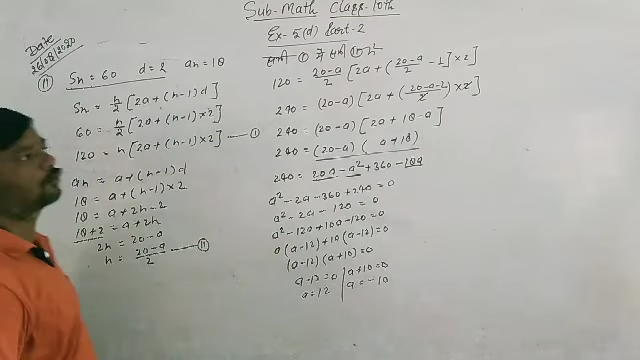 Sub-Math Class-10th
Date
26/08/2020
Ex-5(d) Part-2
(11) Sn = 60 d = 2 an = 18
Sn = n/2 [2a + (n-1)d]
60 = n/2 [2a + (n-1)×2]
120 = n[2a + (n-1)×2] — (1)
an = a + (n-1)d
18 = a + (n-1)×2
18 = a + 2n - 2
18+2 = a + 2n
2n = 20-a
n = 20-a/2 — (11)
120 = 20-a/2 [2a + (20-a/2 - 1)×2]
240 = (20-a) [2a + (20-a-2/2)×2]
240 = (20-a) [2a + 18-a]
240 = (20-a) (a+18)
240 = 20a - a² + 360 - 18a
a² - 2a - 360 + 240 = 0
a² - 2a - 120 = 0
a² - 12a + 10a - 120 = 0
a(a-12) + 10(a-12) = 0
(a-12) (a+10) = 0
a-12 = 0 | a+10 = 0
a = 12 | a = -10